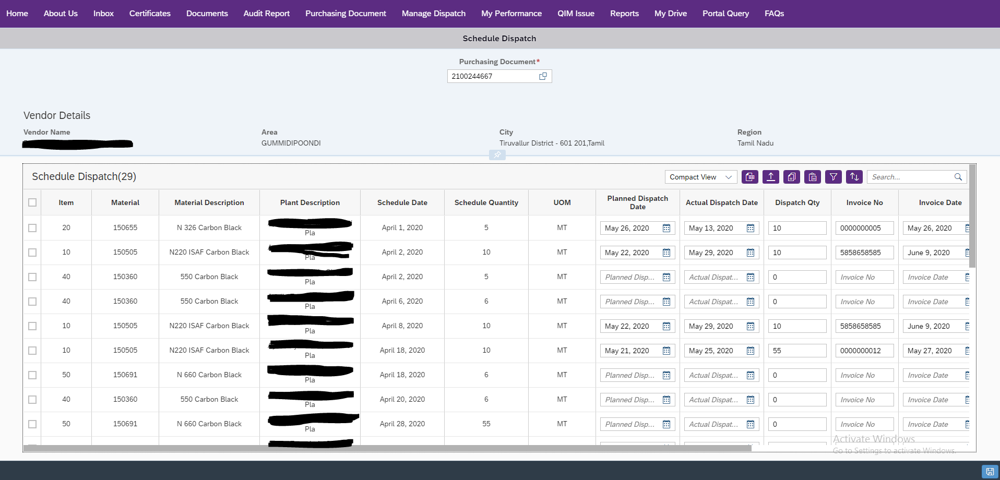 Home About Us Inbox Certificates Documents Audit Report Purchasing Document Manage Dispatch My Performance QIM Issue Reports My Drive Portal Query FAQs
Schedule Dispatch
Purchasing Document*
2100244667
Vendor Details
Vendor Name Area City Region
GUMMIDIPOONDI Tiruvallur District - 601 201,Tamil Tamil Nadu
Schedule Dispatch(29) Compact View Search...
Item Material Material Description Plant Description Schedule Date Schedule Quantity UOM Planned Dispatch Date Actual Dispatch Date Dispatch Qty Invoice No Invoice Date
20 150655 N 326 Carbon Black Pla April 1, 2020 5 MT May 26, 2020 May 13, 2020 10 0000000005 May 26, 2020
10 150505 N220 ISAF Carbon Black Pla April 2, 2020 10 MT May 22, 2020 May 29, 2020 10 5858658585 June 9, 2020
40 150360 550 Carbon Black Pla April 2, 2020 5 MT Planned Disp... Actual Dispat... 0 Invoice No Invoice Date
40 150360 550 Carbon Black Pla April 6, 2020 6 MT Planned Disp... Actual Dispat... 0 Invoice No Invoice Date
10 150505 N220 ISAF Carbon Black Pla April 8, 2020 10 MT May 22, 2020 May 29, 2020 10 5858658585 June 9, 2020
10 150505 N220 ISAF Carbon Black Pla April 18, 2020 10 MT May 21, 2020 May 25, 2020 55 0000000012 May 27, 2020
50 150691 N 660 Carbon Black Pla April 18, 2020 6 MT Planned Disp... Actual Dispat... 0 Invoice No Invoice Date
40 150360 550 Carbon Black Pla April 20, 2020 6 MT Planned Disp... Actual Dispat... 0 Invoice No Invoice Date
50 150691 N 660 Carbon Black Pla April 28, 2020 55 MT Planned Disp... Actual Dispat... 0 Invoice No Invoice Date
Activate Windows
Go to Settings to activate Windows.